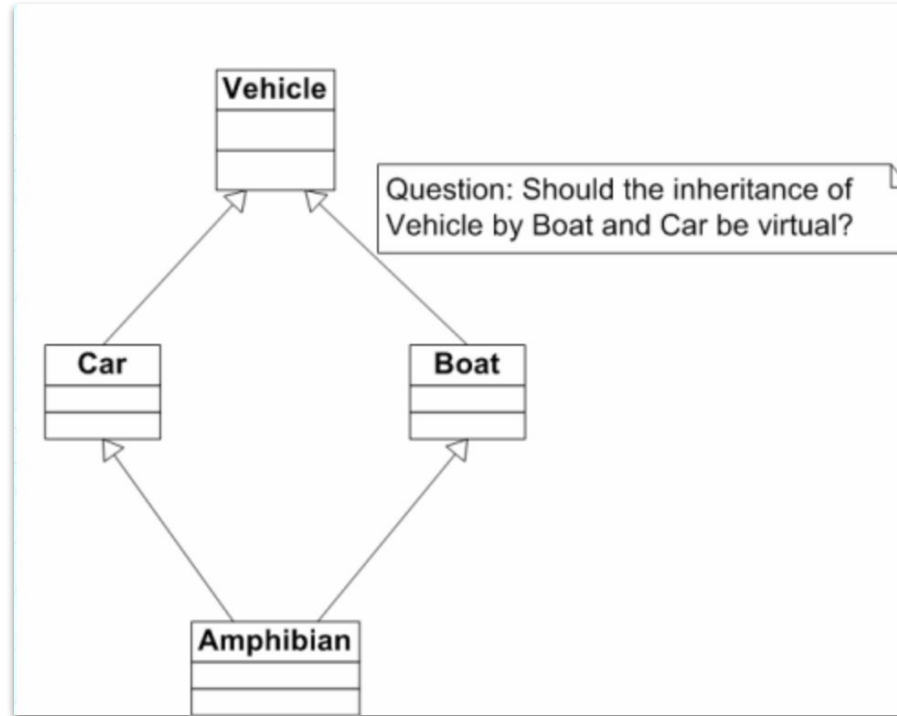 Vehicle
Question: Should the inheritance of
Vehicle by Boat and Car be virtual?
Car
Boat
Amphibian